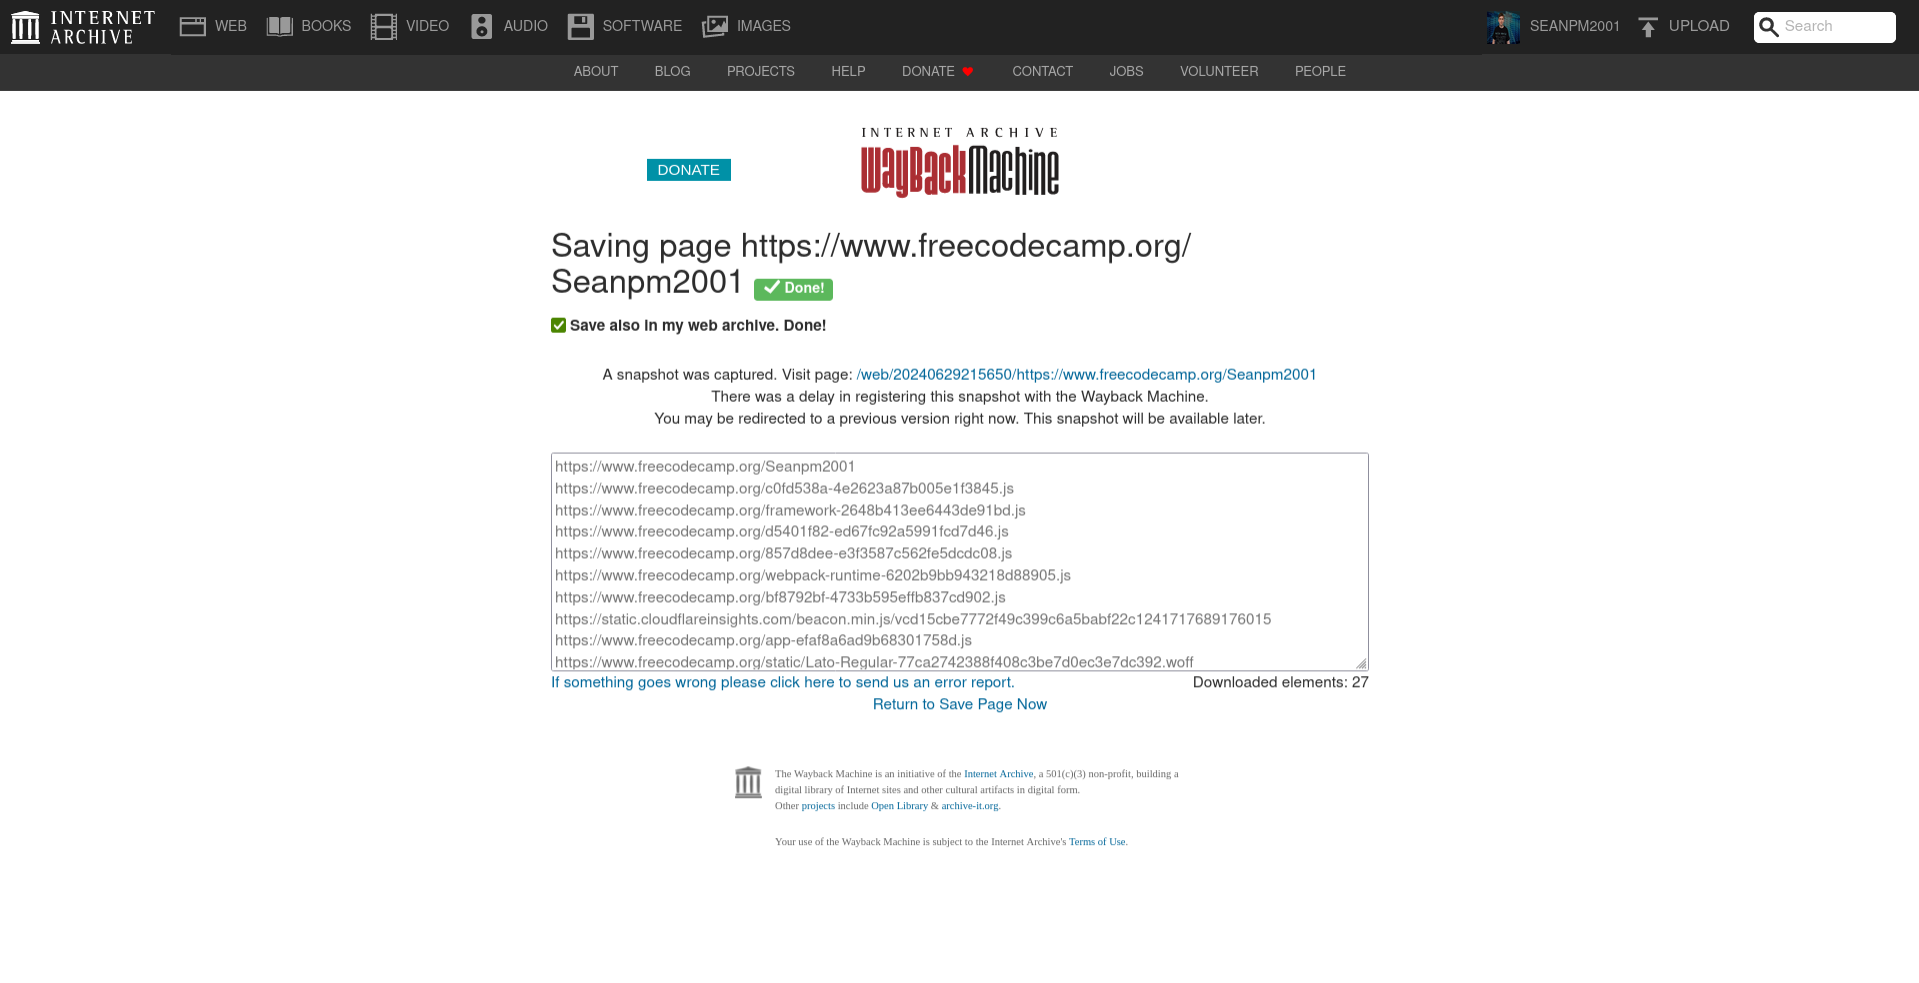 INTERNET
ARCHIVE
WEB
BOOKS
VIDEO
AUDIO
SOFTWARE
IMAGES
SEANPM2001
UPLOAD
Search
ABOUT
BLOG
PROJECTS
HELP
DONATE
CONTACT
JOBS
VOLUNTEER
PEOPLE
DONATE
INTERNET ARCHIVE
WayBackMachine
Saving page https://www.freecodecamp.org/
Seanpm2001 Done!
Save also in my web archive. Done!
A snapshot was captured. Visit page: /web/20240629215650/https://www.freecodecamp.org/Seanpm2001
There was a delay in registering this snapshot with the Wayback Machine.
You may be redirected to a previous version right now. This snapshot will be available later.
https://www.freecodecamp.org/Seanpm2001
https://www.freecodecamp.org/c0fd538a-4e2623a87b005e1f3845.js
https://www.freecodecamp.org/framework-2648b413ee6443de91bd.js
https://www.freecodecamp.org/d5401f82-ed67fc92a5991fcd7d46.js
https://www.freecodecamp.org/857d8dee-e3f3587c562fe5dcdc08.js
https://www.freecodecamp.org/webpack-runtime-6202b9bb943218d88905.js
https://www.freecodecamp.org/bf8792bf-4733b595effb837cd902.js
https://static.cloudflareinsights.com/beacon.min.js/vcd15cbe7772f49c399c6a5babf22c1241717689176015
https://www.freecodecamp.org/app-efaf8a6ad9b68301758d.js
https://www.freecodecamp.org/static/Lato-Regular-77ca2742388f408c3be7d0ec3e7dc392.woff
If something goes wrong please click here to send us an error report.
Downloaded elements: 27
Return to Save Page Now
The Wayback Machine is an initiative of the Internet Archive, a 501(c)(3) non-profit, building a
digital library of Internet sites and other cultural artifacts in digital form.
Other projects include Open Library & archive-it.org.
Your use of the Wayback Machine is subject to the Internet Archive's Terms of Use.